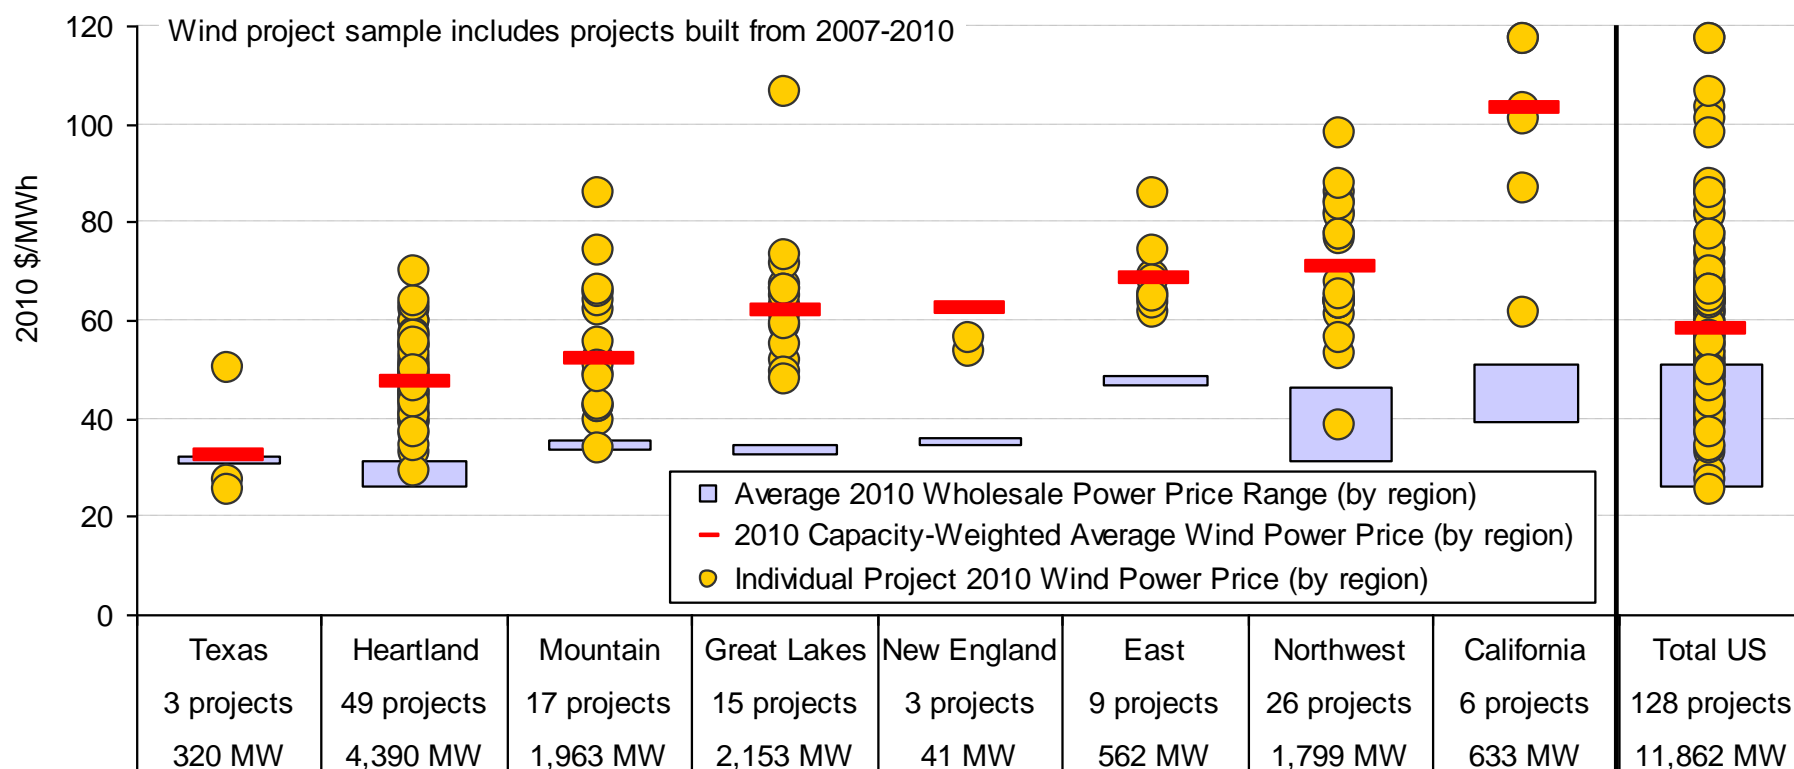 Wind project sample includes projects built from 2007-2010
2010 $/MWh
120
100
80
60
40
20
0
Average 2010 Wholesale Power Price Range (by region)
2010 Capacity-Weighted Average Wind Power Price (by region)
Individual Project 2010 Wind Power Price (by region)
Texas Heartland Mountain Great Lakes New England East Northwest California Total US
3 projects 49 projects 17 projects 15 projects 3 projects 9 projects 26 projects 6 projects 128 projects
320 MW 4,390 MW 1,963 MW 2,153 MW 41 MW 562 MW 1,799 MW 633 MW 11,862 MW